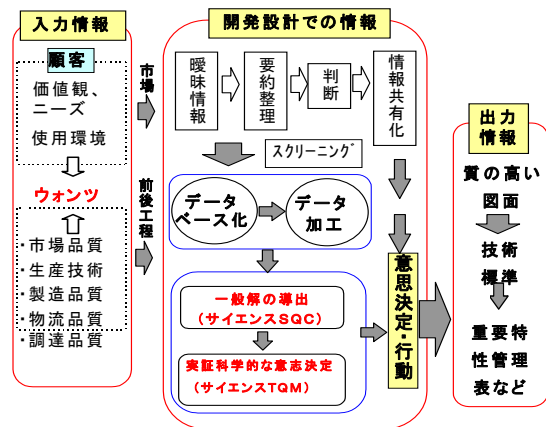 入力情報
顧客
価値観、
ニーズ
使用環境
ウォンツ
・市場品質
・生産技術
・製造品質
・物流品質
・調達品質
市場
前後工程
開発設計での情報
曖昧情報
要約整理
判断
情報共有化
ｽｸﾘｰﾆﾝｸﾞ
データ
ベース化
データ
加工
一般解の導出
（サイエンスSQC）
実証科学的な意志決定
（サイエンスTQM）
意思決定・行動
出力
情報
質の高い
図面
技術
標準
重要特
性管理
表など